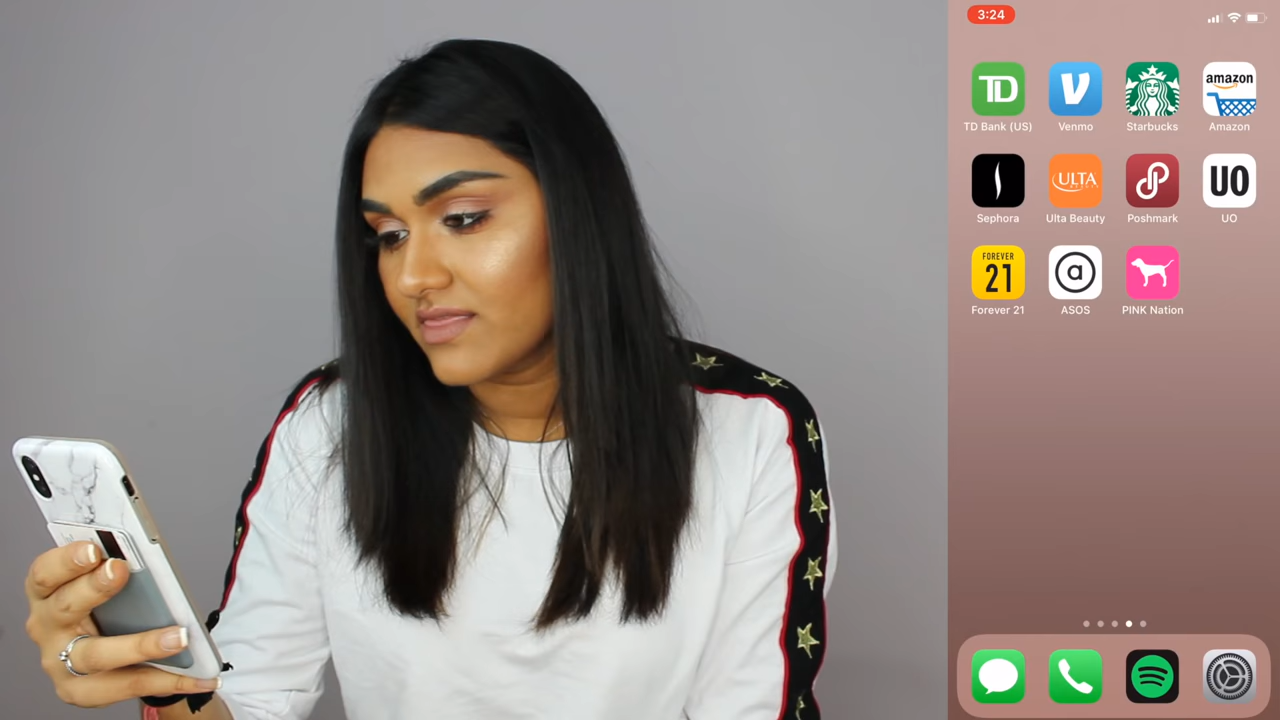 3:24
TD
V
amazon
TD Bank (US)
Venmo
Starbucks
Amazon
ULTA
UO
Sephora
Ulta Beauty
Poshmark
UO
FOREVER
21
a
Forever 21
ASOS
PINK Nation